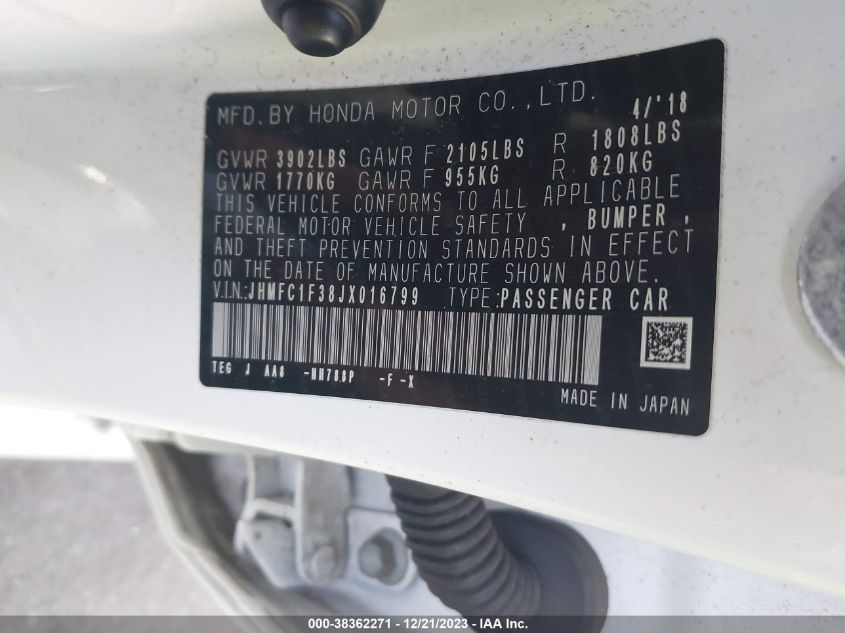 MFD.BY HONDA MOTOR CO.,LTD. 4/'18
GVWR 3902LBS GAWR F 2105LBS R 1808LBS
GVWR 1770KG GAWR F 955KG R 820KG
THIS VEHICLE CONFORMS TO ALL APPLICABLE
FEDERAL MOTOR VEHICLE SAFETY , BUMPER ,
AND THEFT PREVENTION STANDARDS IN EFFECT
ON THE DATE OF MANUFACTURE SHOWN ABOVE.
V.IN:JHMFC1F38JX016799 TYPE:PASSENGER CAR
TEG J AA8 -NH788P -F-X
MADE IN JAPAN
000-38362271 - 12/21/2023 - IAA Inc.